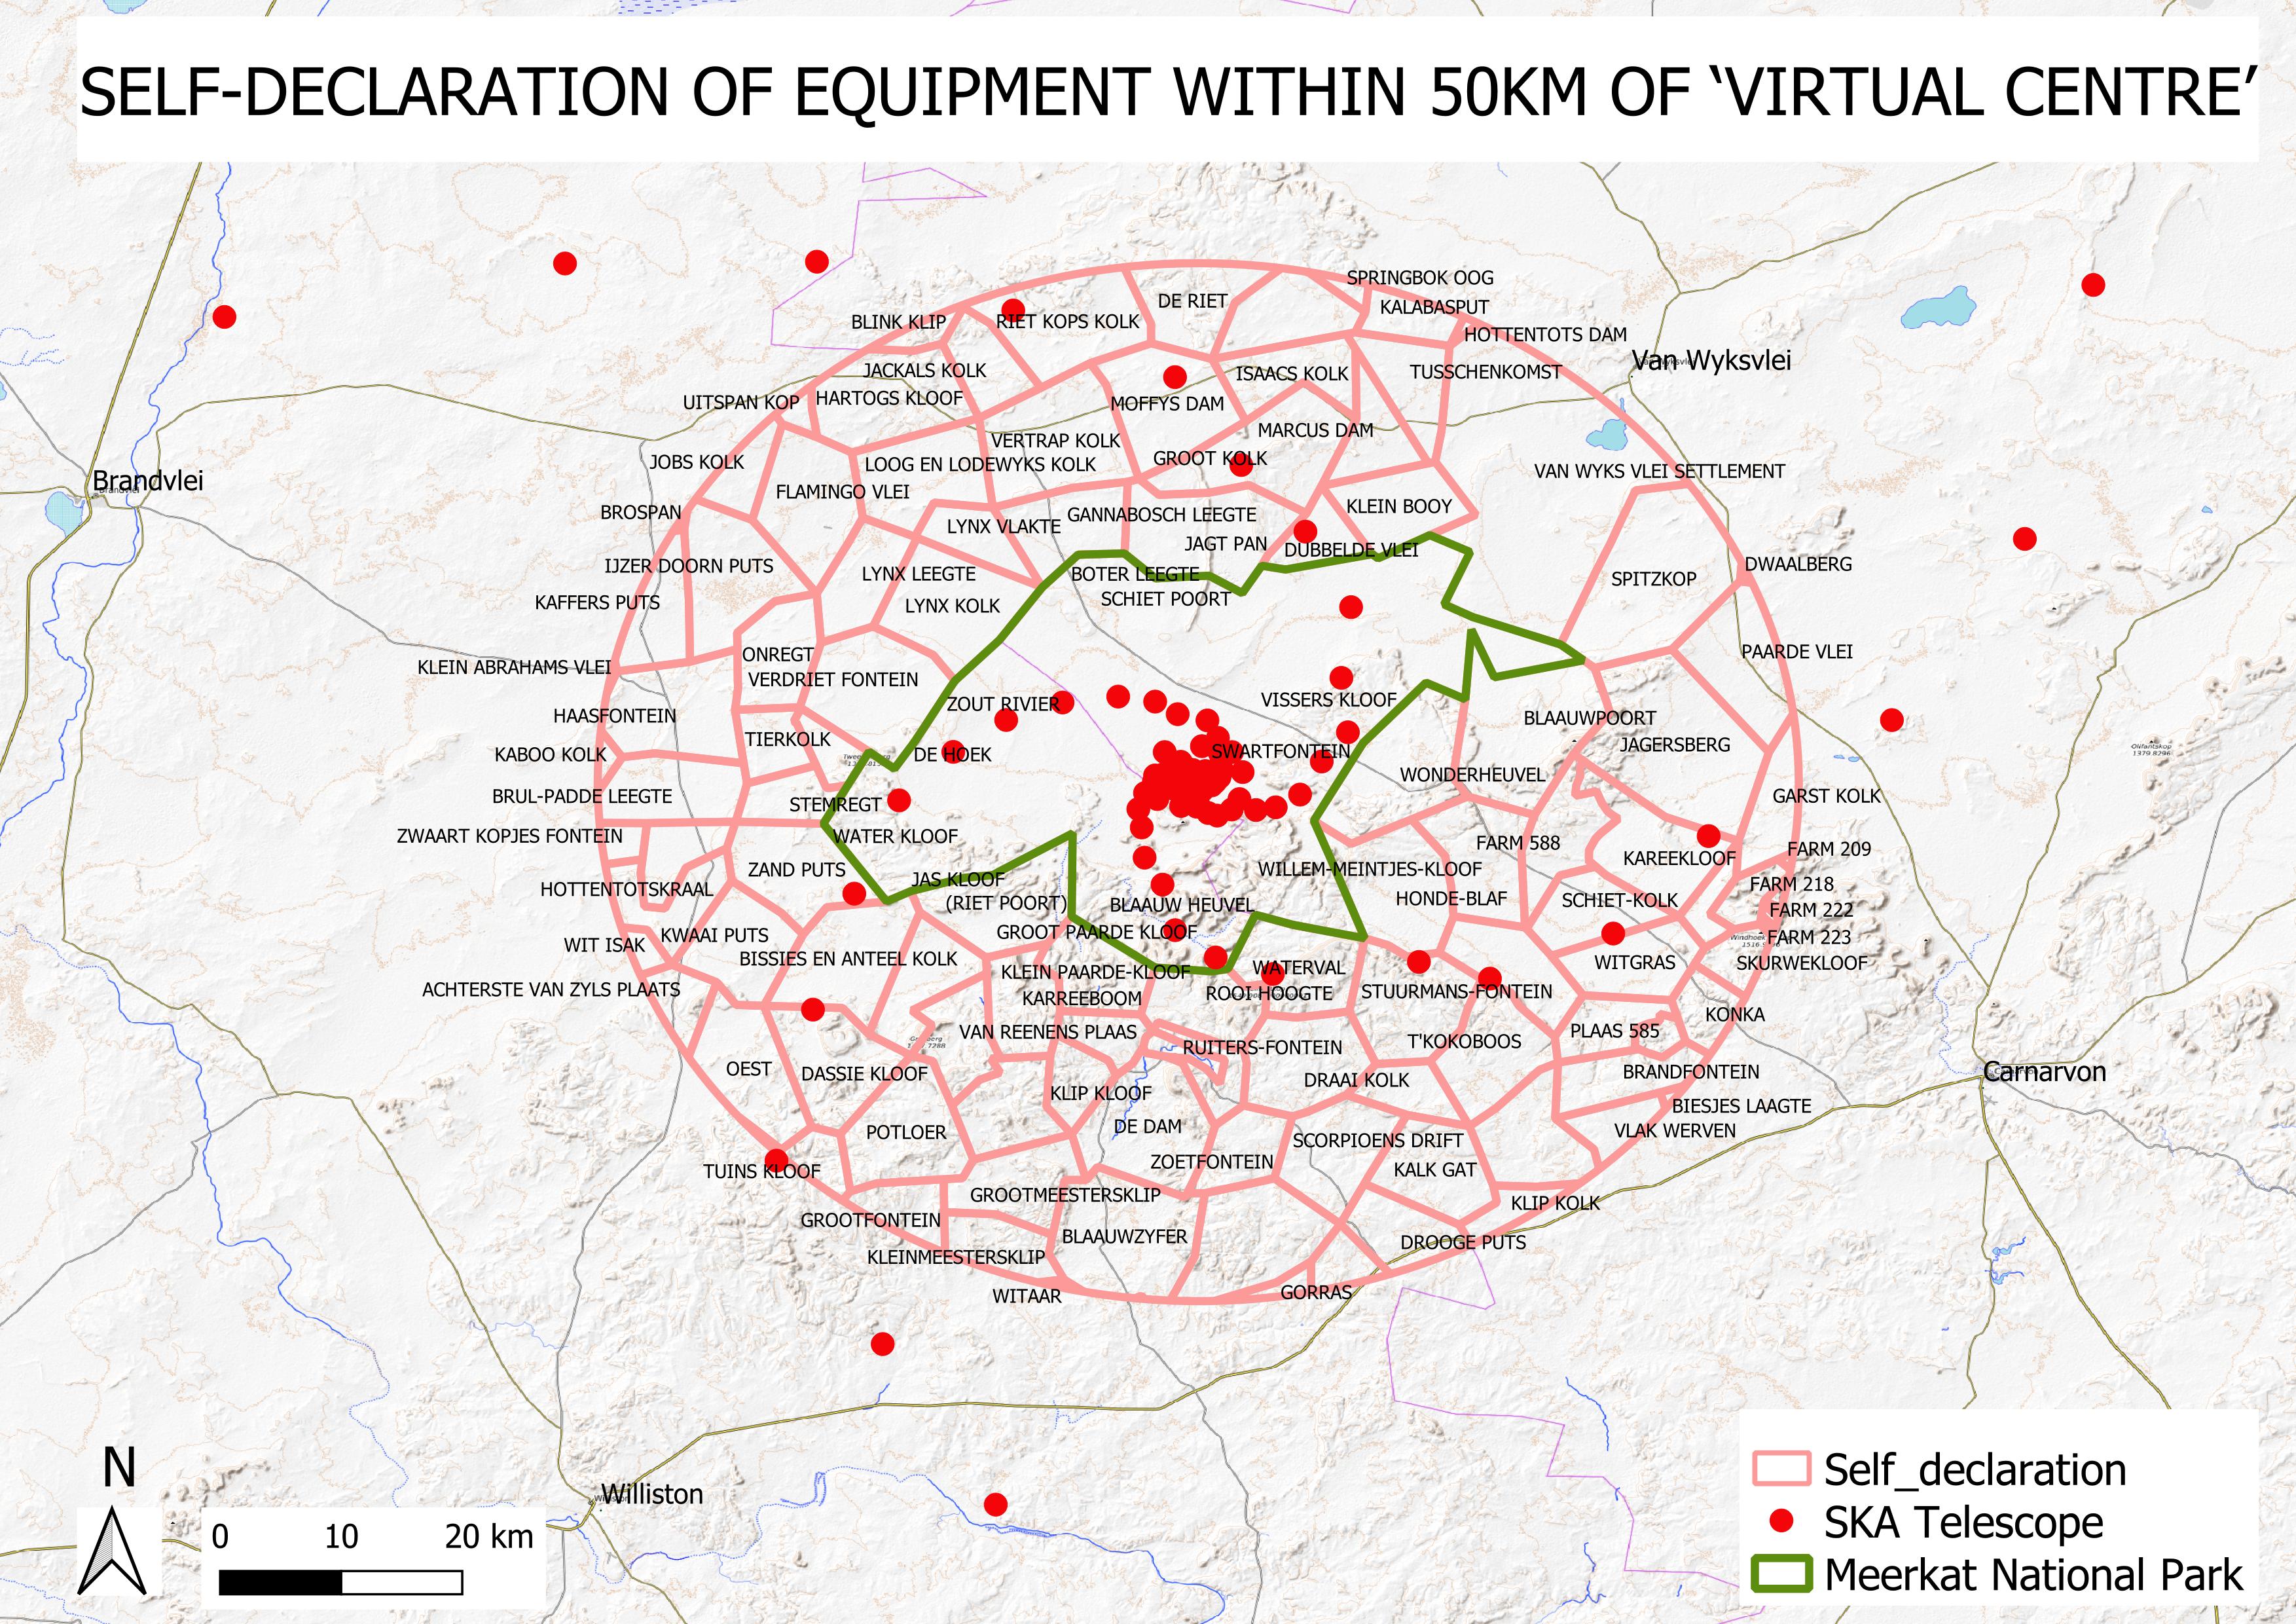 SELF-DECLARATION OF EQUIPMENT WITHIN 50KM OF ‘VIRTUAL CENTRE’
SPRINGBOK OOG
DE RIET
KALABASPUT
BLINK KLIP
RIET KOPS KOLK
HOTTENTOTS DAM
Van Wyksvlei
JACKALS KOLK
ISAACS KOLK
TUSSCHENKOMST
UITSPAN KOP
HARTOGS KLOOF
MOFFYS DAM
MARCUS DAM
VERTRAP KOLK
JOBS KOLK
LOOG EN LODEWYKS KOLK
GROOT KOLK
VAN WYKS VLEI SETTLEMENT
Brandvlei
FLAMINGO VLEI
KLEIN BOOY
BROSPAN
LYNX VLAKTE
GANNABOSCH LEEGTE
JAGT PAN
DUBBELDE VLEI
IJZER DOORN PUTS
DWAALBERG
LYNX LEEGTE
BOTER LEEGTE
SPITZKOP
KAFFERS PUTS
LYNX KOLK
SCHIET POORT
ONREGT
PAARDE VLEI
KLEIN ABRAHAMS VLEI
VERDRIET FONTEIN
ZOUT RIVIER
VISSERS KLOOF
HAASFONTEIN
BLAAUWPOORT
TIERKOLK
JAGERSBERG
KABOO KOLK
DE HOEK
SWARTFONTEIN
WONDERHEUVEL
BRUL-PADDE LEEGTE
STEMREGT
GARST KOLK
ZWAART KOPJES FONTEIN
WATER KLOOF
FARM 588
FARM 209
KAREEKLOOF
ZAND PUTS
WILLEM-MEINTJES-KLOOF
HOTTENTOTSKRAAL
JAS KLOOF
(RIET POORT)
FARM 218
HONDE-BLAF
SCHIET-KOLK
BLAAUW HEUVEL
FARM 222
KWAAI PUTS
GROOT PAARDE KLOOF
FARM 223
WIT ISAK
BISSIES EN ANTEEL KOLK
KLEIN PAARDE-KLOOF
WATERVAL
WITGRAS
SKURWEKLOOF
ACHTERSTE VAN ZYLS PLAATS
KARREEBOOM
ROOI HOOGTE
STUURMANS-FONTEIN
KONKA
VAN REENENS PLAAS
PLAAS 585
RUITERS-FONTEIN
T'KOKOBOOS
OEST
DASSIE KLOOF
DRAAI KOLK
BRANDFONTEIN
Carnarvon
KLIP KLOOF
BIESJES LAAGTE
POTLOER
DE DAM
VLAK WERVEN
SCORPIOENS DRIFT
TUINS KLOOF
ZOETFONTEIN
KALK GAT
GROOTMEESTERSKLIP
KLIP KOLK
GROOTFONTEIN
BLAAUWZYFER
DROOGE PUTS
KLEINMEESTERSKLIP
WITAAR
GORRAS
N
Williston
0 10 20 km
Self_declaration
SKA Telescope
Meerkat National Park